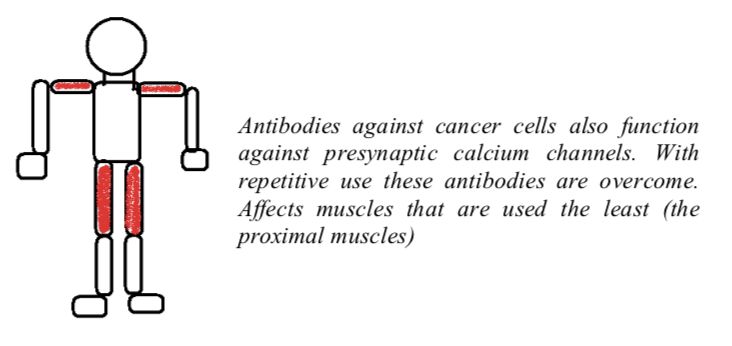 Antibodies against cancer cells also function
against presynaptic calcium channels. With
repetitive use these antibodies are overcome.
Affects muscles that are used the least (the
proximal muscles)